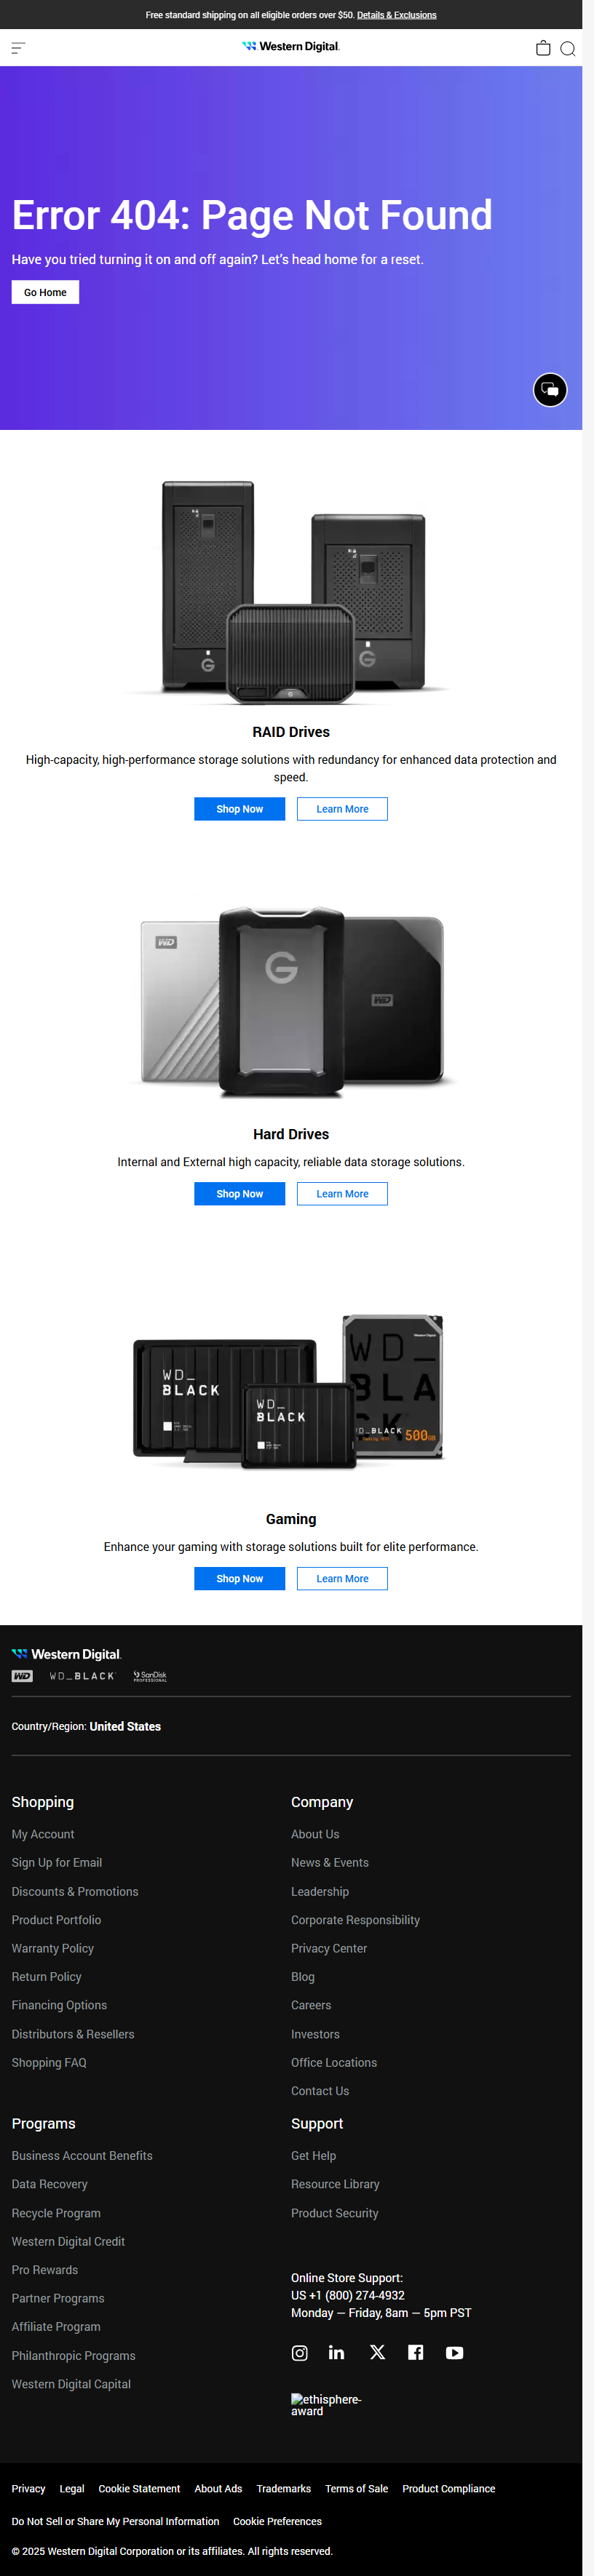 Free standard shipping on all eligible orders over $50. Details & Exclusions
Western Digital.
Error 404: Page Not Found
Have you tried turning it on and off again? Let's head home for a reset.
Go Home
G
G
G
RAID Drives
High-capacity, high-performance storage solutions with redundancy for enhanced data protection and
speed.
Shop Now
Learn More
WD
G
WD
Hard Drives
Internal and External high capacity, reliable data storage solutions.
Shop Now
Learn More
Western Digital
WD_
BLACK
WD_
BLACK
WD_
BLA
CK
WD_BLACK
500GB
Gaming
Enhance your gaming with storage solutions built for elite performance.
Shop Now
Learn More
Western Digital.
WD
WD_BLACK
SanDisk
PROFESSIONAL
Country/Region: United States
Shopping
My Account
Sign Up for Email
Discounts & Promotions
Product Portfolio
Warranty Policy
Return Policy
Financing Options
Distributors & Resellers
Shopping FAQ
Company
About Us
News & Events
Leadership
Corporate Responsibility
Privacy Center
Blog
Careers
Investors
Office Locations
Contact Us
Programs
Business Account Benefits
Data Recovery
Recycle Program
Western Digital Credit
Pro Rewards
Partner Programs
Affiliate Program
Philanthropic Programs
Western Digital Capital
Support
Get Help
Resource Library
Product Security
Online Store Support:
US +1 (800) 274-4932
Monday — Friday, 8am — 5pm PST
ethisphere-
award
Privacy Legal Cookie Statement About Ads Trademarks Terms of Sale Product Compliance
Do Not Sell or Share My Personal Information Cookie Preferences
© 2025 Western Digital Corporation or its affiliates. All rights reserved.